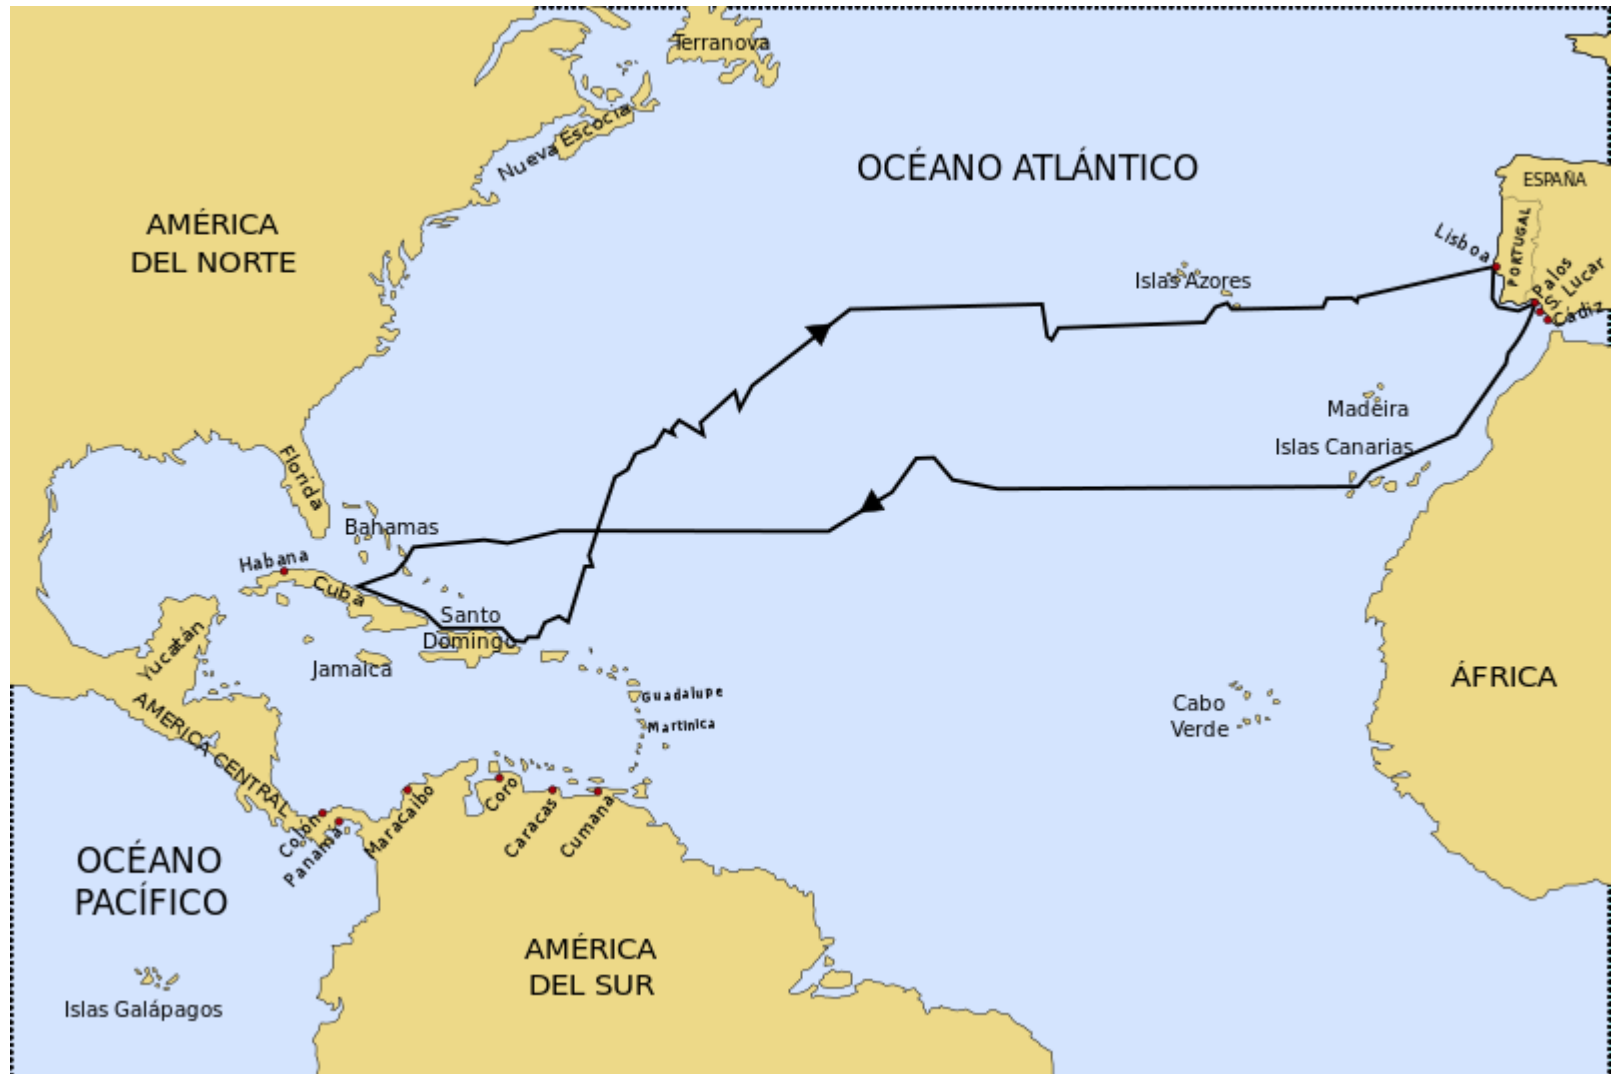 Terranova
Nueva Escocia
OCÉANO ATLÁNTICO
ESPAÑA
PORTUGAL
AMÉRICA
DEL NORTE
Lisboa
Palos
S. Lucar
Cádiz
Islas Azores
Madeira
Islas Canarias
Florida
Bahamas
Habana
Cuba
Santo
Domingo
Jamaica
Yucatán
Guadalupe
Martinica
Cabo
Verde
ÁFRICA
AMERICA CENTRAL
Colón
Panamá
Maracaibo
Coro
Caracas
Cumana
OCÉANO
PACÍFICO
AMÉRICA
DEL SUR
Islas Galápagos